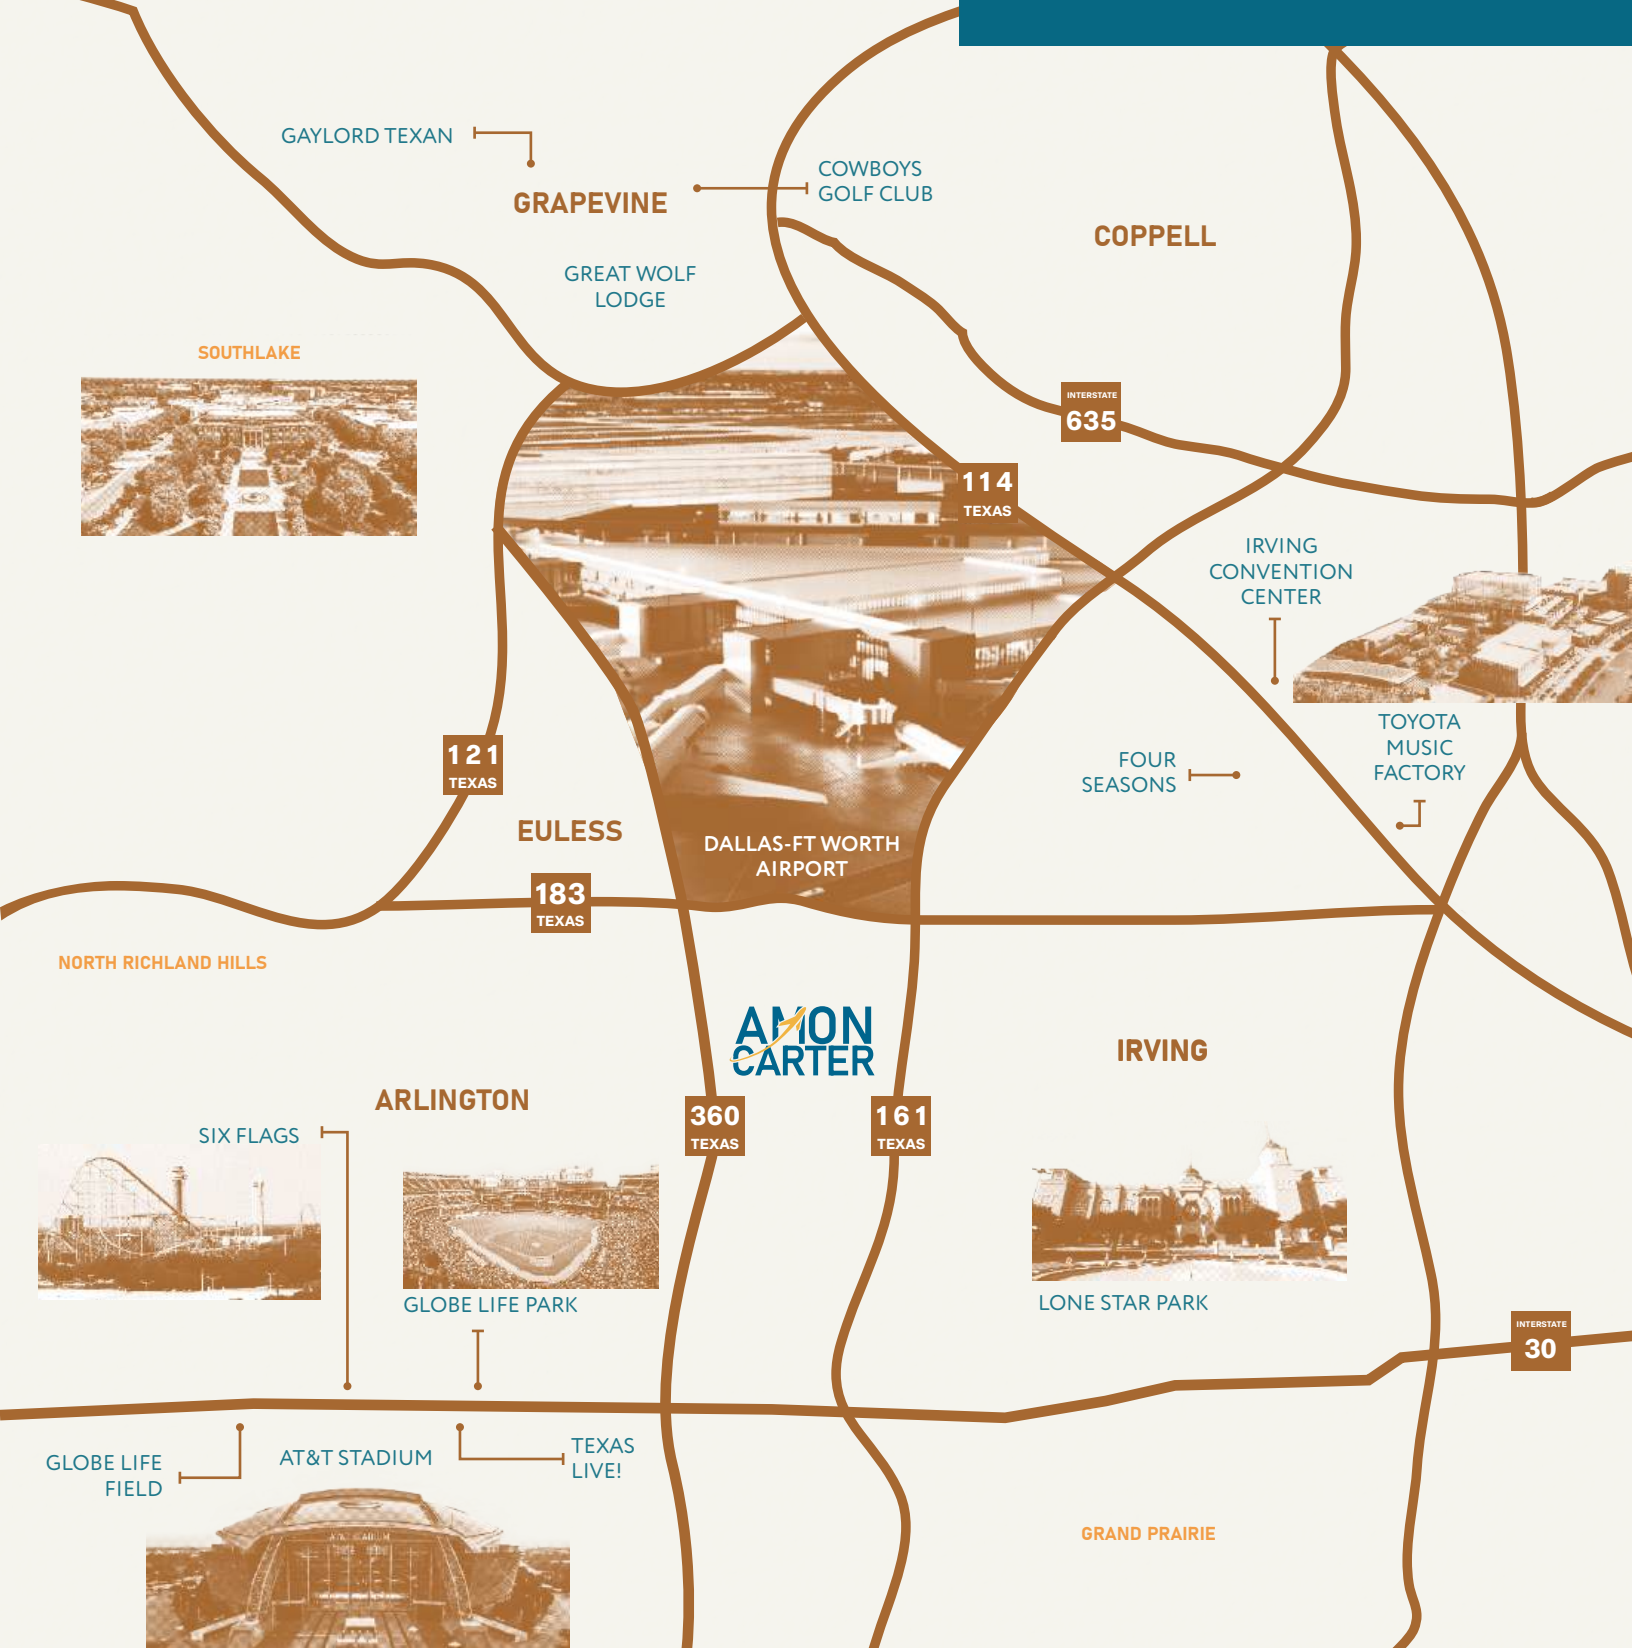 GAYLORD TEXAN
COWBOYS
GOLF CLUB
GRAPEVINE
COPPELL
GREAT WOLF
LODGE
SOUTHLAKE
INTERSTATE
635
114
TEXAS
IRVING
CONVENTION
CENTER
TOYOTA
MUSIC
FACTORY
121
TEXAS
FOUR
SEASONS
EULESS
DALLAS-FT WORTH
AIRPORT
183
TEXAS
NORTH RICHLAND HILLS
AMON
CARTER
IRVING
ARLINGTON
SIX FLAGS
360
TEXAS
161
TEXAS
GLOBE LIFE PARK
LONE STAR PARK
INTERSTATE
30
GLOBE LIFE
FIELD
AT&T STADIUM
TEXAS
LIVE!
GRAND PRAIRIE
AT&T STADIUM